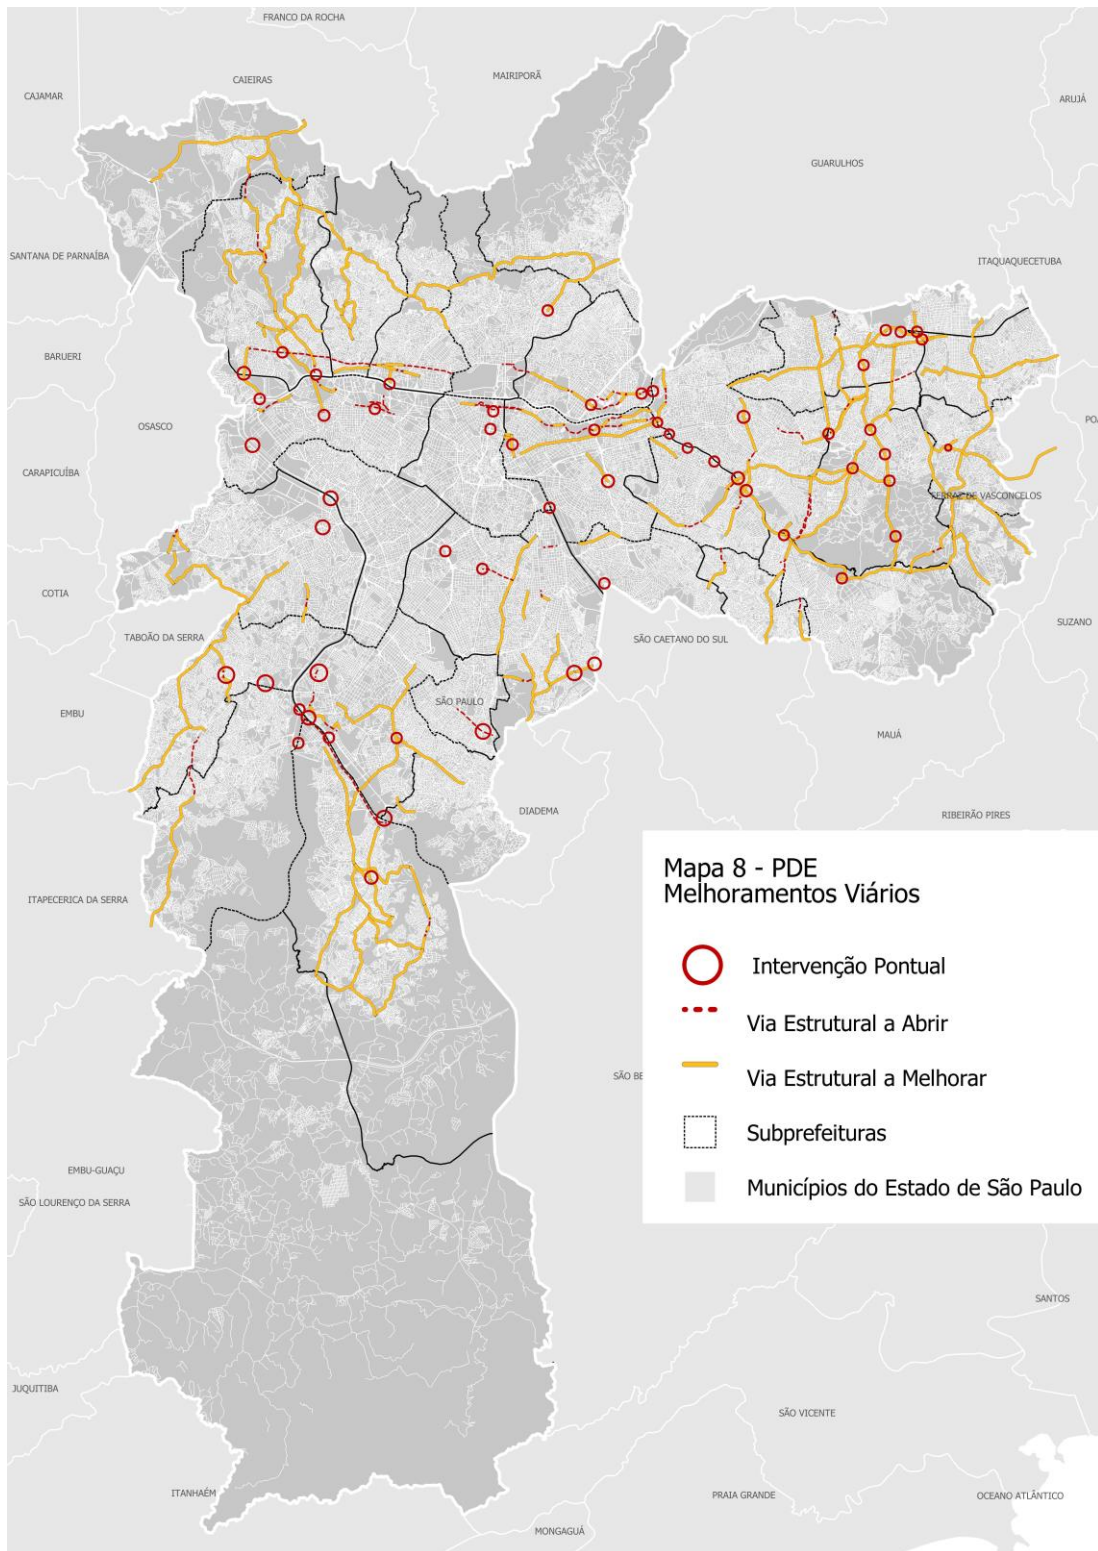 FRANCO DA ROCHA
CAIEIRAS
MAIRIPORÃ
CAJAMAR
ARUJÁ
GUARULHOS
SANTANA DE PARNAÍBA
ITAQUAQUECETUBA
BARUERI
OSASCO
PO
CARAPICUÍBA
FERRAZ DE VASCONCELOS
COTIA
SUZANO
TABOÃO DA SERRA
SÃO CAETANO DO SUL
SÃO PAULO
EMBU
MAUÁ
DIADEMA
RIBEIRÃO PIRES
ITAPECERICA DA SERRA
Mapa 8 - PDE
Melhoramentos Viários
Intervenção Pontual
Via Estrutural a Abrir
SÃO BE
Via Estrutural a Melhorar
Subprefeituras
EMBU-GUAÇU
Municípios do Estado de São Paulo
SÃO LOURENÇO DA SERRA
SANTOS
JUQUITIBA
SÃO VICENTE
ITANHAÉM
PRAIA GRANDE
OCEANO ATLÂNTICO
MONGAGUÁ